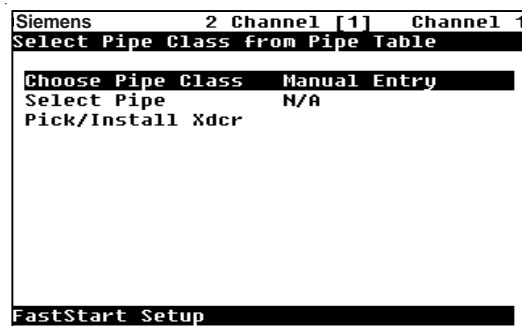 Siemens 2 Channel [1] Channel 1
Select Pipe Class from Pipe Table
Choose Pipe Class Manual Entry
Select Pipe N/A
Pick/Install Xdcr
FastStart Setup